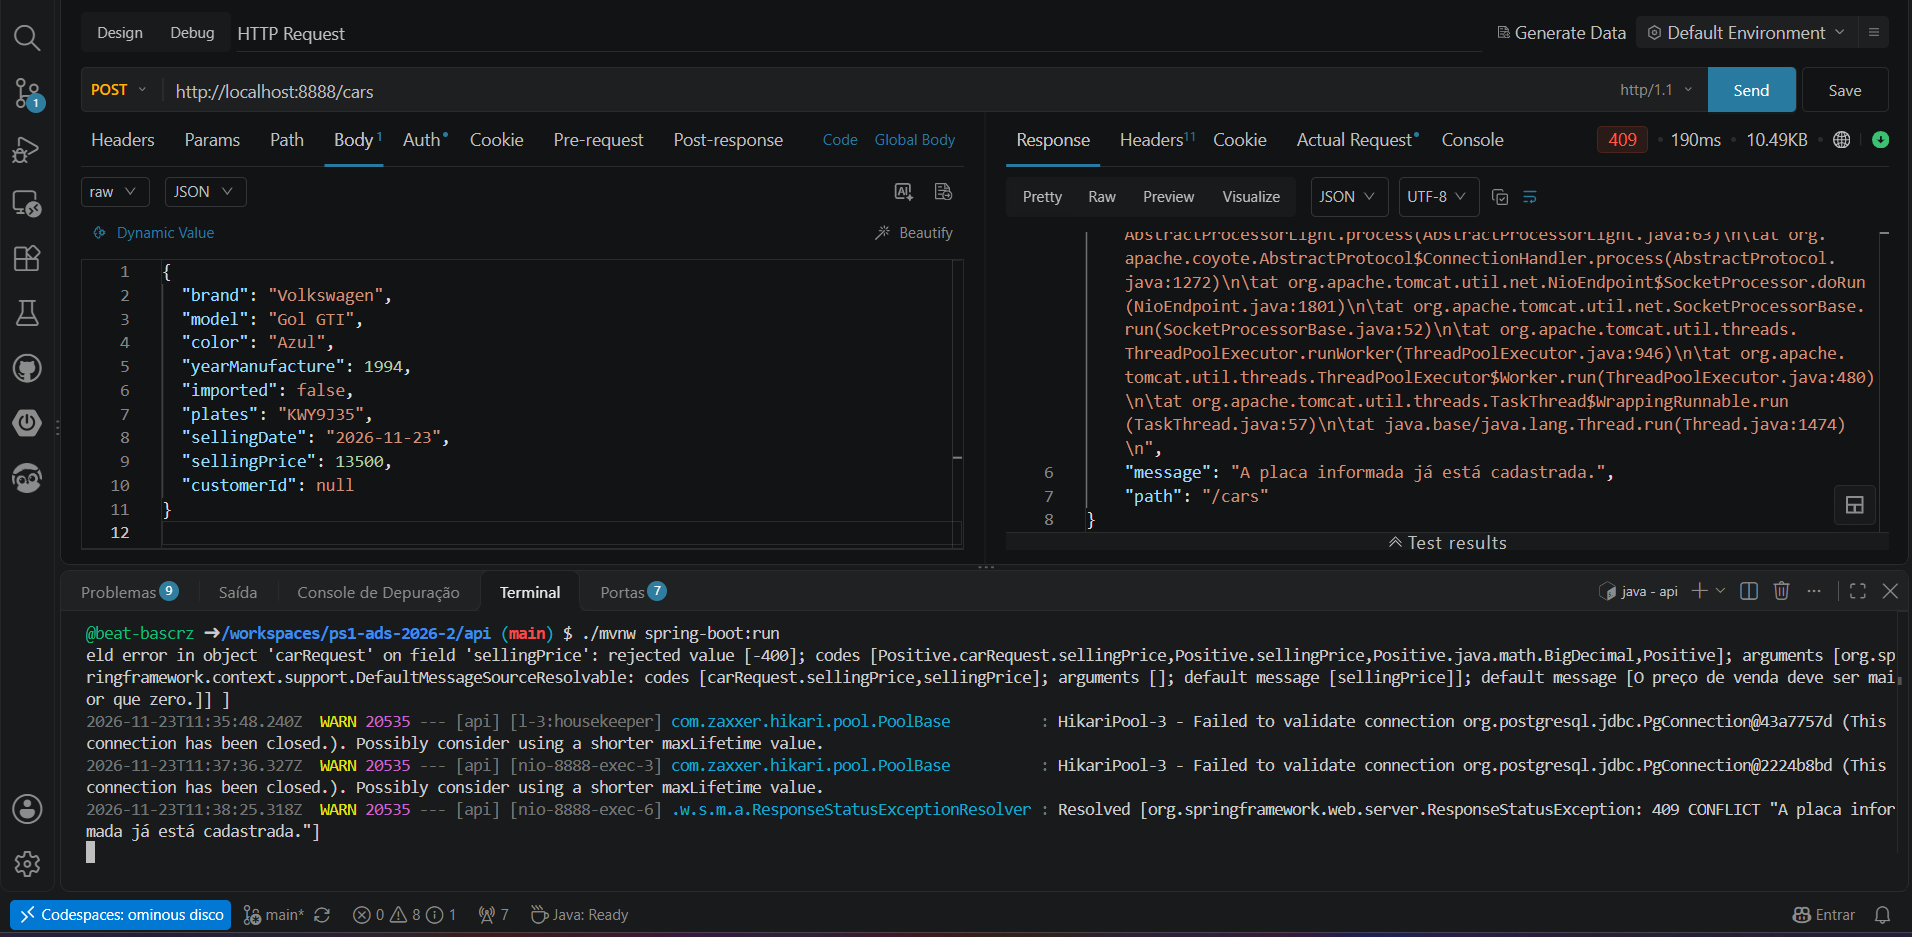 Design Debug HTTP Request
Generate Data Default Environment
POST http://localhost:8888/cars http/1.1 Send Save
Headers Params Path Body 1 Auth Cookie Pre-request Post-response Code Global Body
raw JSON
Dynamic Value Beautify
1 {
2 "brand": "Volkswagen",
3 "model": "Gol GTI",
4 "color": "Azul",
5 "yearManufacture": 1994,
6 "imported": false,
7 "plates": "KWY9J35",
8 "sellingDate": "2026-11-23",
9 "sellingPrice": 13500,
10 "customerId": null
11 }
12
Response Headers 11 Cookie Actual Request Console 409 190ms 10.49KB
Pretty Raw Preview Visualize JSON UTF-8
AbstractProcessorLight.process(AbstractProcessorLight.java:63)\n\tat org.
apache.coyote.AbstractProtocol$ConnectionHandler.process(AbstractProtocol.
java:1272)\n\tat org.apache.tomcat.util.net.NioEndpoint$SocketProcessor.doRun
(NioEndpoint.java:1801)\n\tat org.apache.tomcat.util.net.SocketProcessorBase.
run(SocketProcessorBase.java:52)\n\tat org.apache.tomcat.util.threads.
ThreadPoolExecutor.runWorker(ThreadPoolExecutor.java:946)\n\tat org.apache.
tomcat.util.threads.ThreadPoolExecutor$Worker.run(ThreadPoolExecutor.java:480)
\n\tat org.apache.tomcat.util.threads.TaskThread$WrappingRunnable.run
(TaskThread.java:57)\n\tat java.base/java.lang.Thread.run(Thread.java:1474)
\n",
6 "message": "A placa informada já está cadastrada.",
7 "path": "/cars"
8 }
Test results
Problemas 9 Saída Console de Depuração Terminal Portas 7 java - api
@beat-bascrz ➜/workspaces/ps1-ads-2026-2/api (main) $ ./mvnw spring-boot:run
eld error in object 'carRequest' on field 'sellingPrice': rejected value [-400]; codes [Positive.carRequest.sellingPrice,Positive.sellingPrice,Positive.java.math.BigDecimal,Positive]; arguments [org.sp
ringframework.context.support.DefaultMessageSourceResolvable: codes [carRequest.sellingPrice,sellingPrice]; arguments []; default message [sellingPrice]]; default message [O preço de venda deve ser mai
or que zero.]] ]
2026-11-23T11:35:48.240Z WARN 20535 --- [api] [l-3:housekeeper] com.zaxxer.hikari.pool.PoolBase : HikariPool-3 - Failed to validate connection org.postgresql.jdbc.PgConnection@43a7757d (This
connection has been closed.). Possibly consider using a shorter maxLifetime value.
2026-11-23T11:37:36.327Z WARN 20535 --- [api] [nio-8888-exec-3] com.zaxxer.hikari.pool.PoolBase : HikariPool-3 - Failed to validate connection org.postgresql.jdbc.PgConnection@2224b8bd (This
connection has been closed.). Possibly consider using a shorter maxLifetime value.
2026-11-23T11:38:25.318Z WARN 20535 --- [api] [nio-8888-exec-6] .w.s.m.a.ResponseStatusExceptionResolver : Resolved [org.springframework.web.server.ResponseStatusException: 409 CONFLICT "A placa infor
mada já está cadastrada."]
1
Codespaces: ominous disco main* 0 8 1 7 Java: Ready Entrar